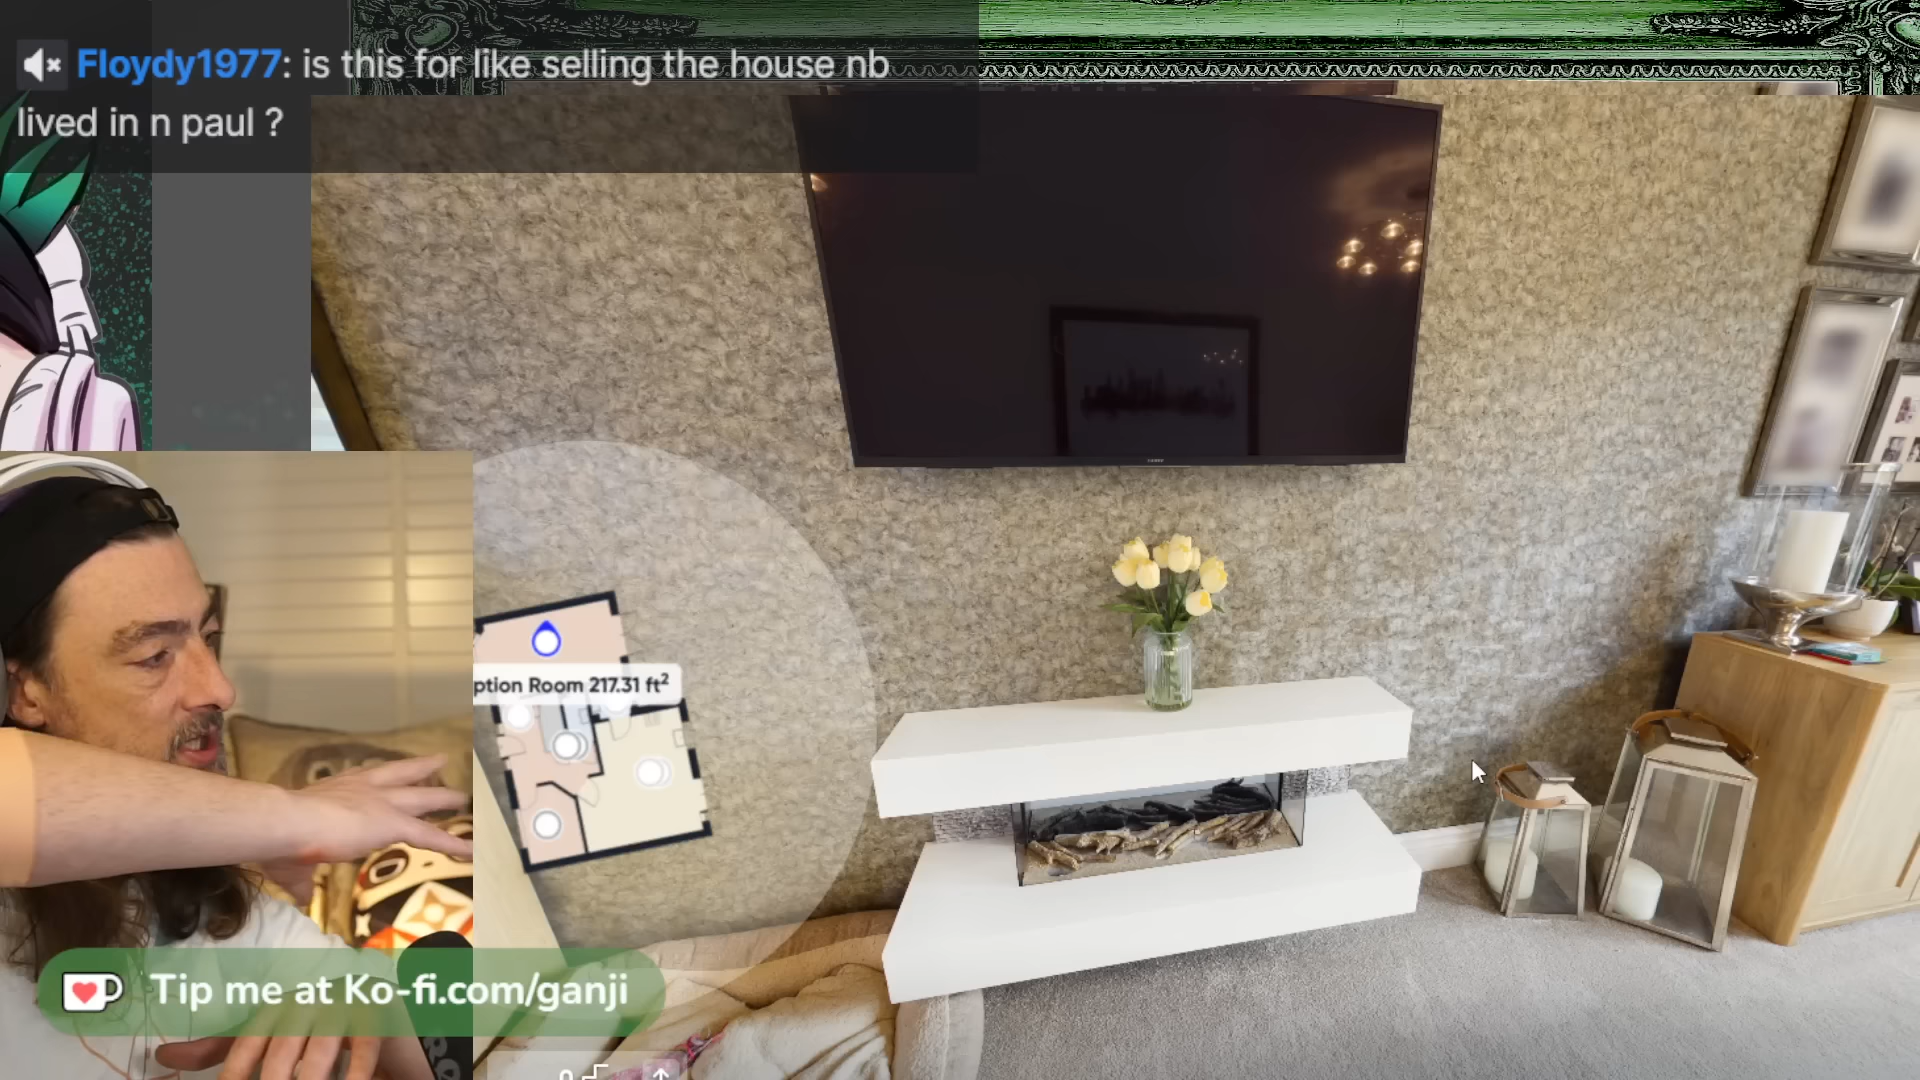 Floydy1977: is this for like selling the house nb
lived in n paul ?
ption Room 217.31 ft²
Tip me at Ko-fi.com/ganji